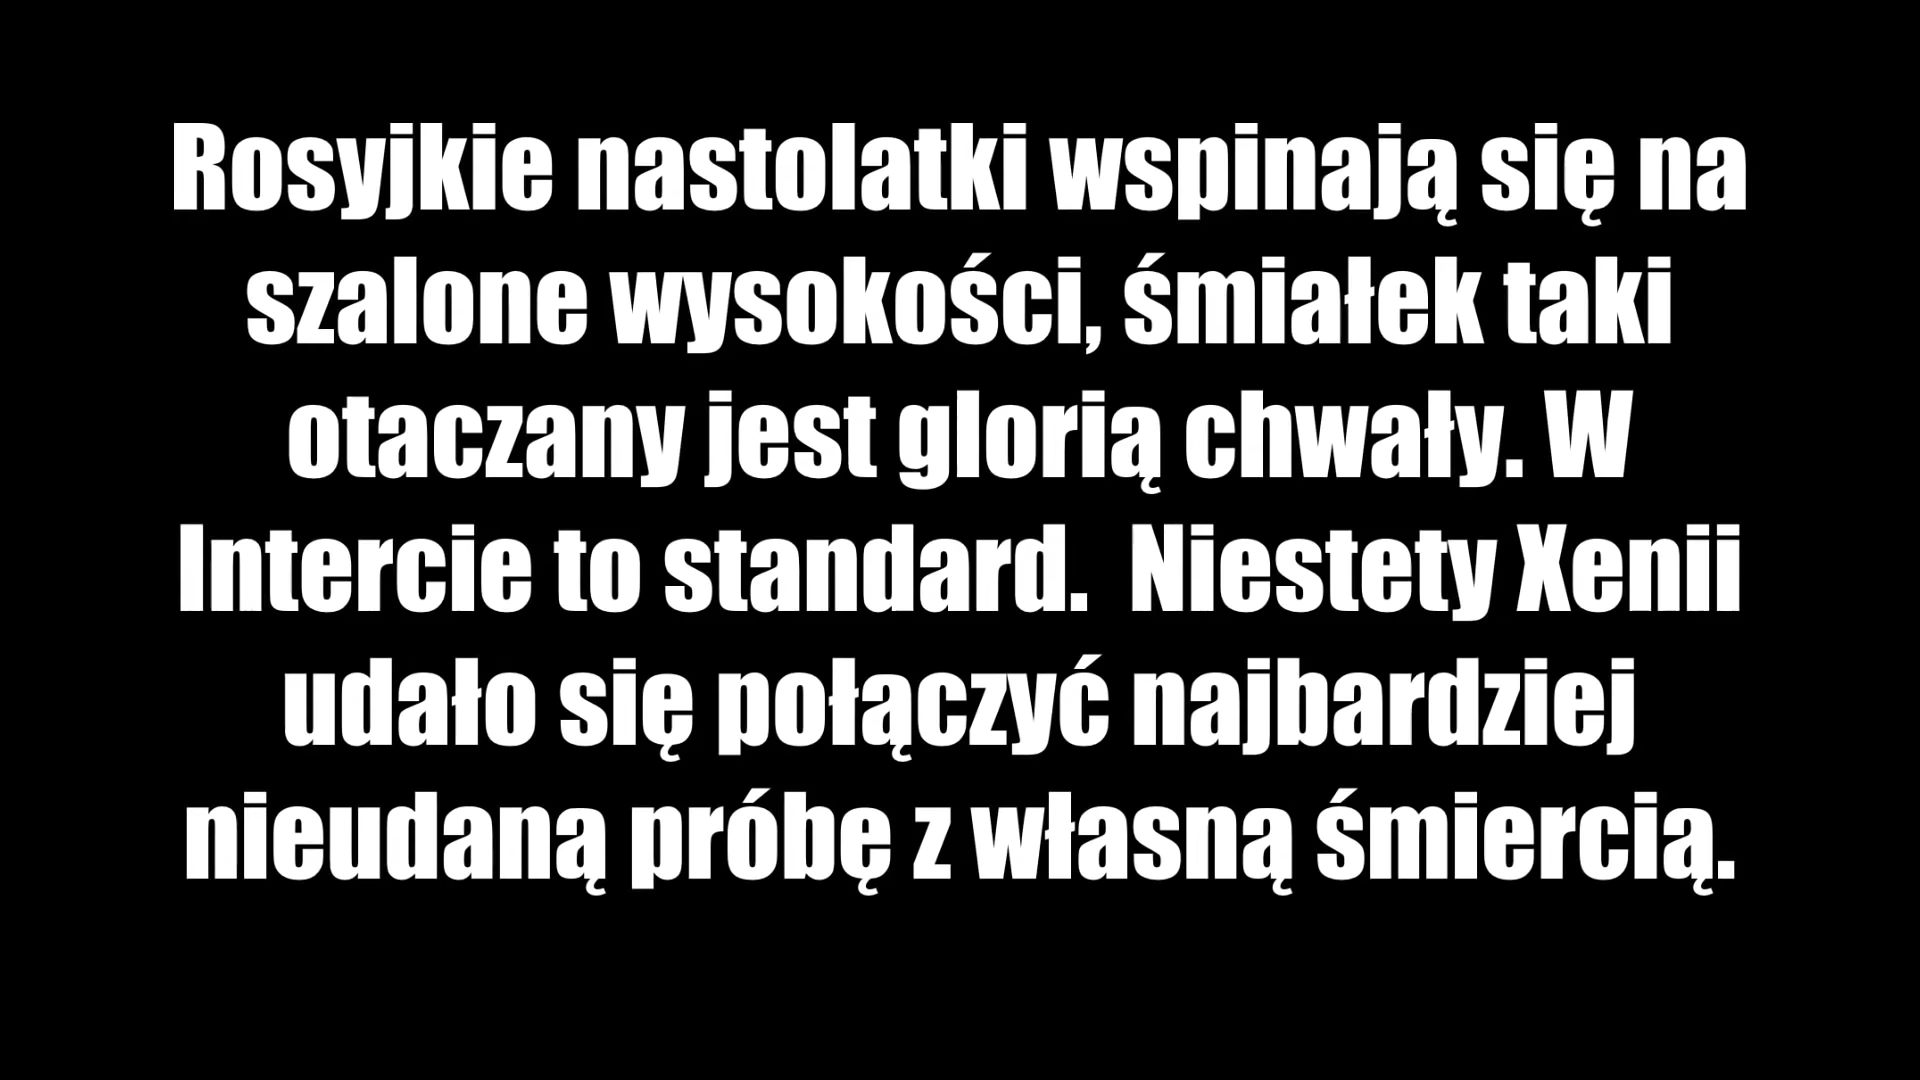 Rosyjkie nastolatki wspinają się na
szalone wysokości, śmiałek taki
otaczany jest glorią chwały. W
Intercie to standard.  Niestety Xenii
udało się połączyć najbardziej
nieudaną próbę z własną śmiercią.